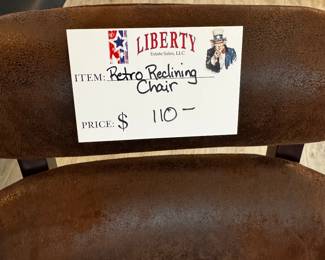 LIBERTY
Estate Sales, LLC
ITEM: Retro Reclining
Chair
PRICE: $ 110-